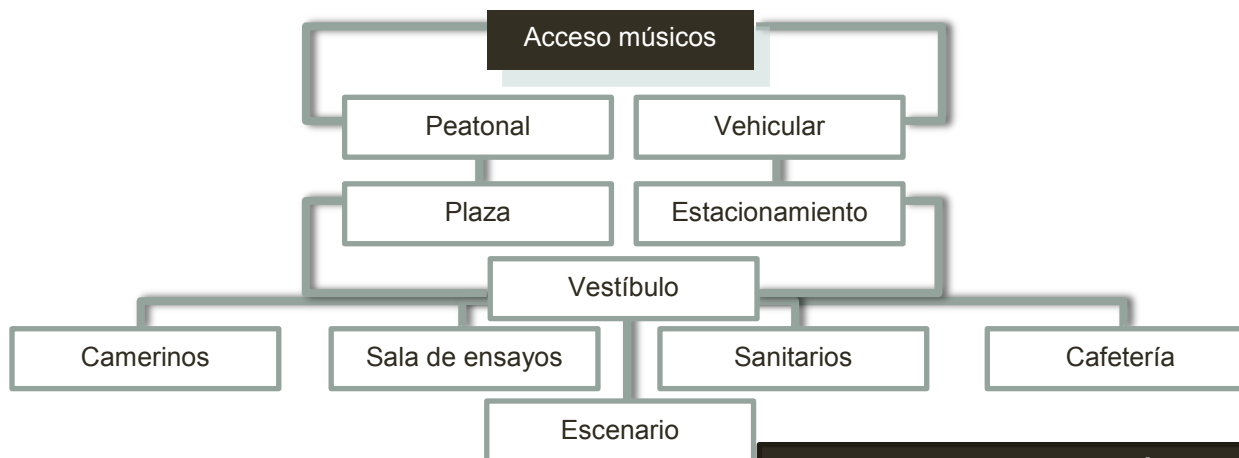 Acceso músicos
Peatonal
Vehicular
Plaza
Estacionamiento
Vestíbulo
Camerinos
Sala de ensayos
Sanitarios
Cafetería
Escenario